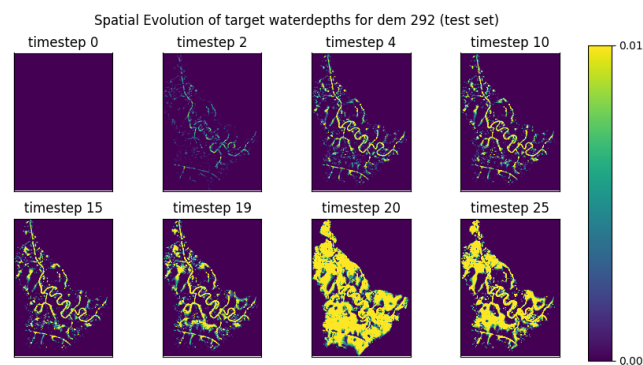 Spatial Evolution of target waterdepths for dem 292 (test set)
timestep 0
timestep 2
timestep 4
timestep 10
0.01
timestep 15
timestep 19
timestep 20
timestep 25
0.00